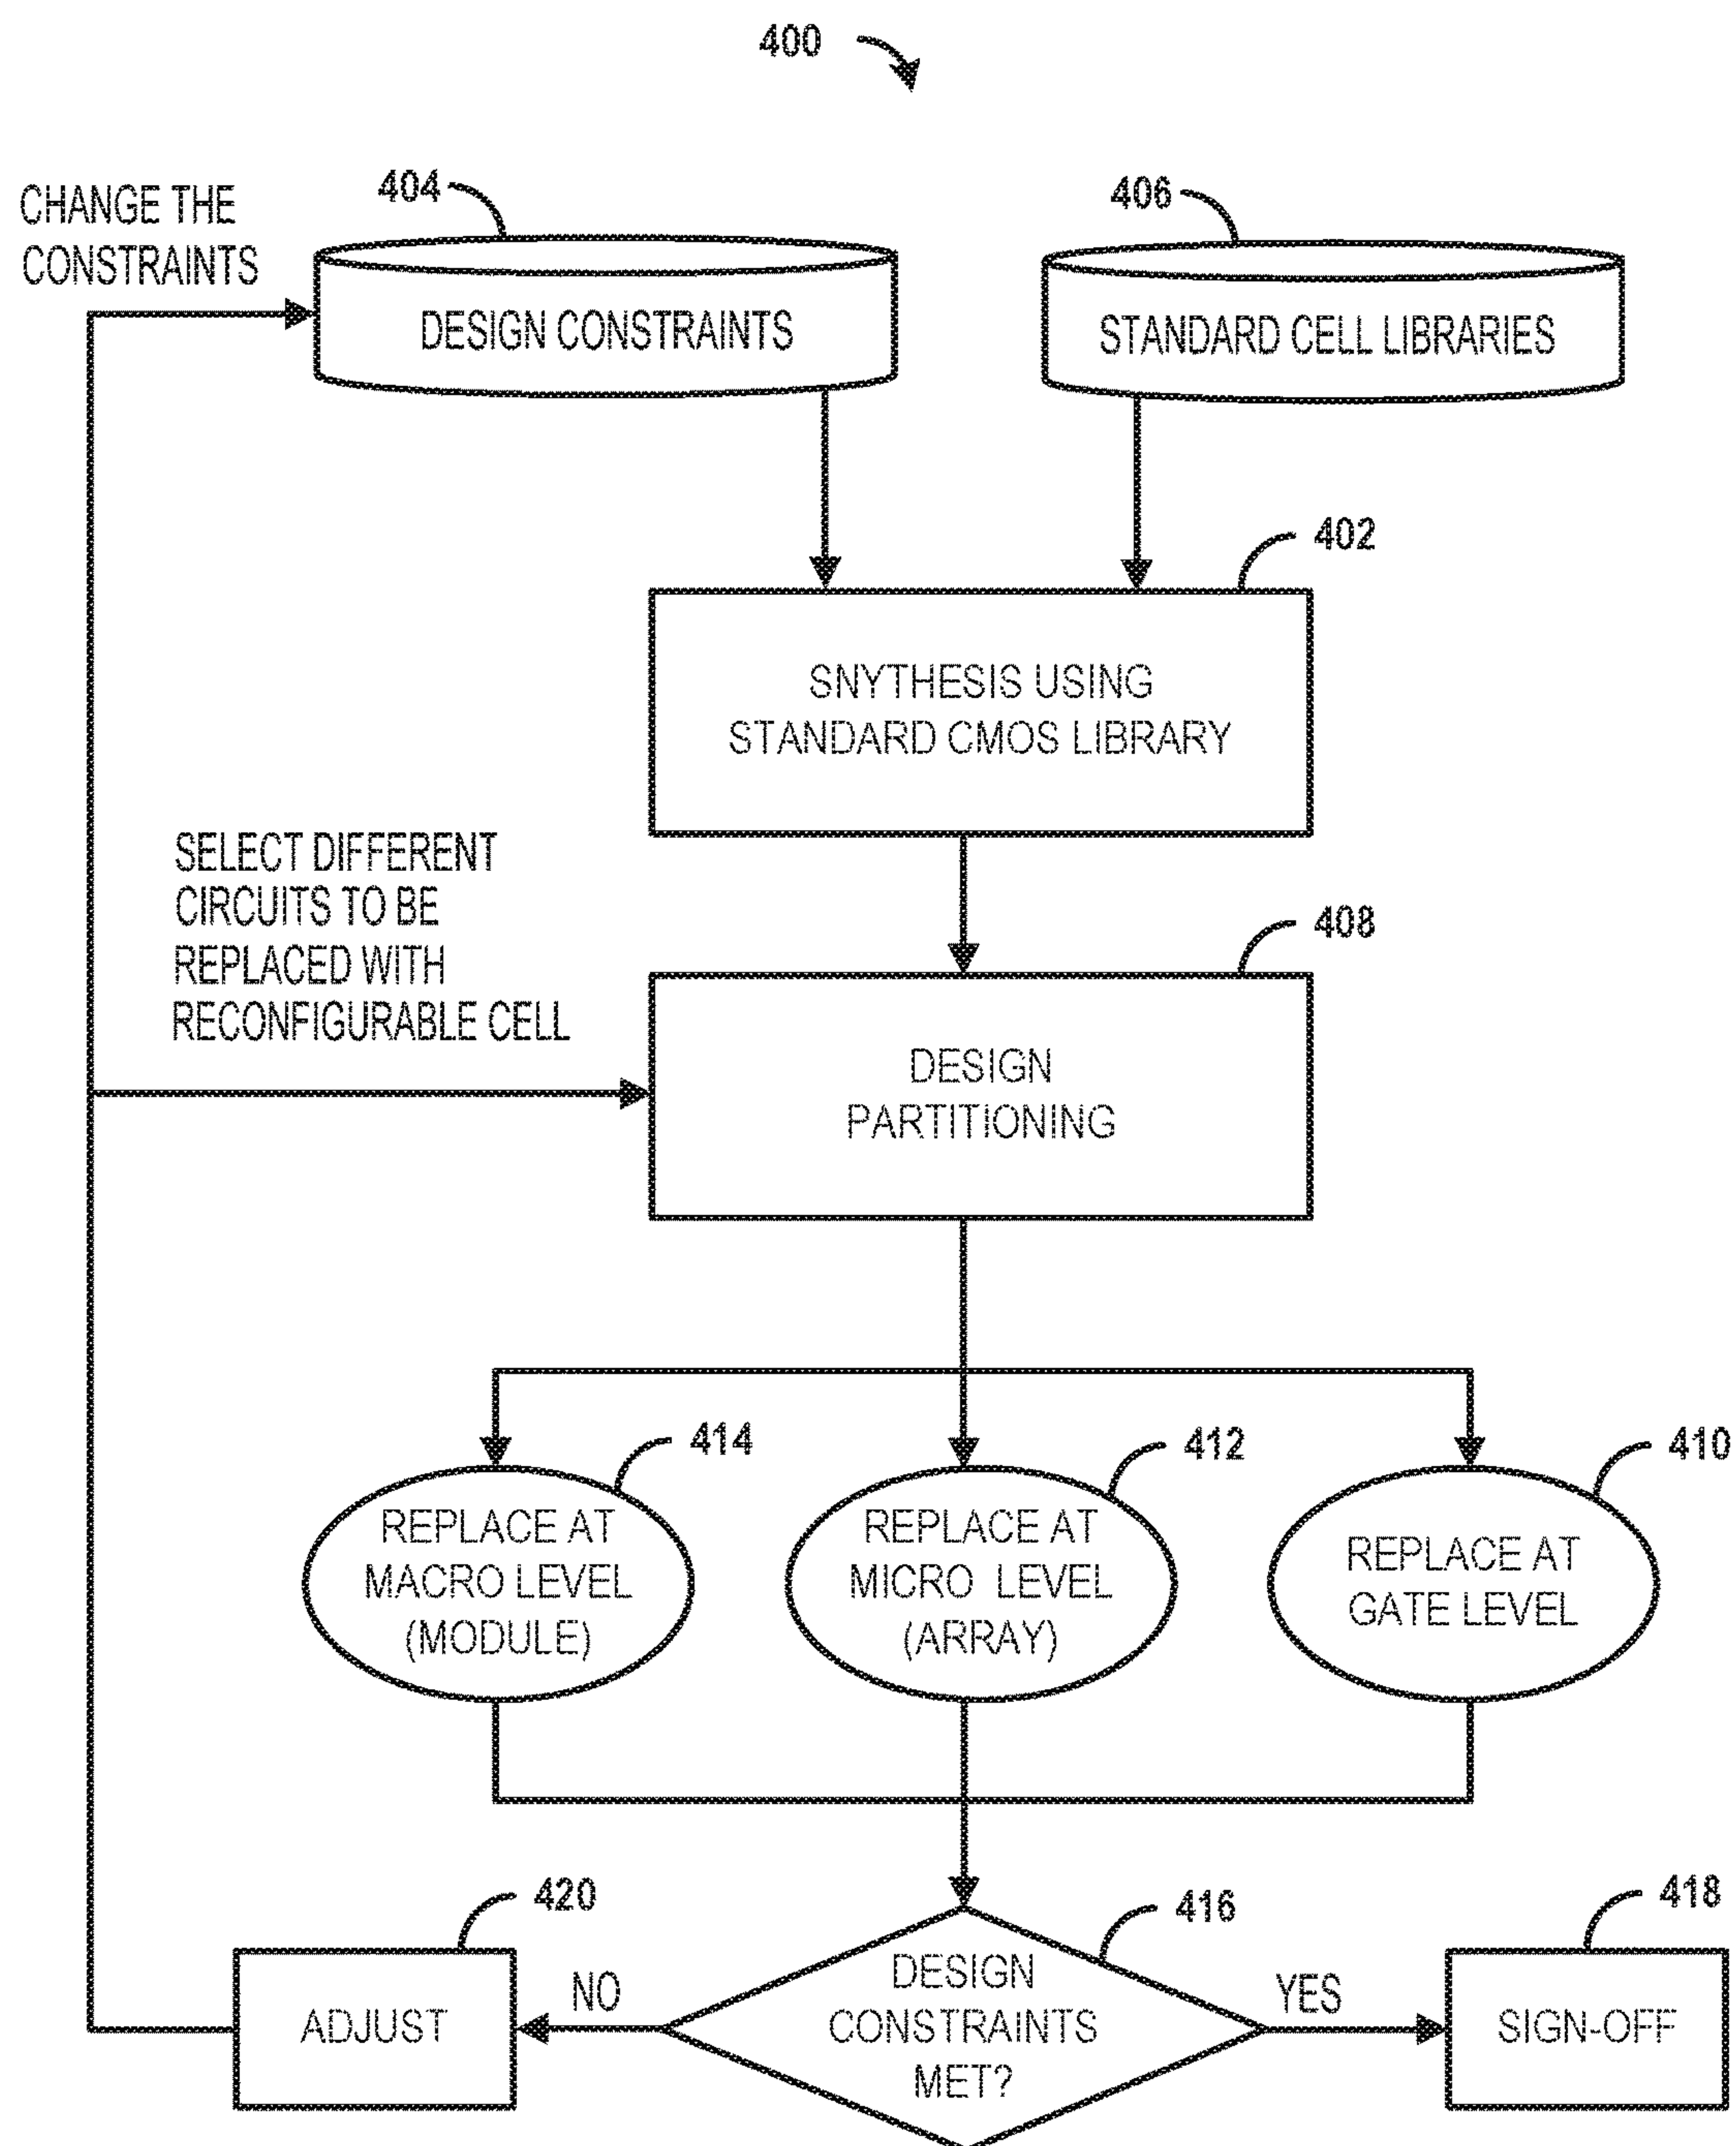 400
CHANGE THE
CONSTRAINTS
404
DESIGN CONSTRAINTS
406
STANDARD CELL LIBRARIES
402
SNYTHESIS USING
STANDARD CMOS LIBRARY
SELECT DIFFERENT
CIRCUITS TO BE
REPLACED WITH
RECONFIGURABLE CELL
408
DESIGN
PARTITIONING
414
REPLACE AT
MACRO LEVEL
(MODULE)
412
REPLACE AT
MICRO LEVEL
(ARRAY)
410
REPLACE AT
GATE LEVEL
420
ADJUST
NO
416
DESIGN
CONSTRAINTS
MET?
YES
418
SIGN-OFF